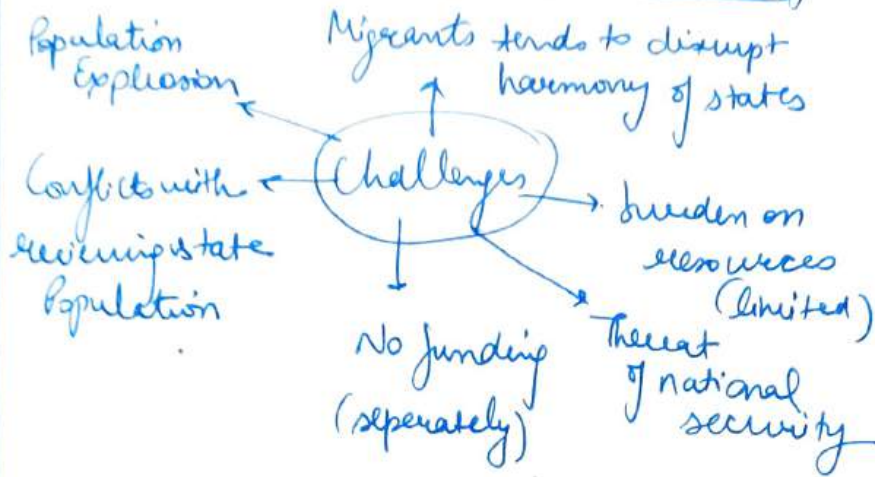 Population
Explosion
Migrants tends to disrupt
harmony of states
Challenges
Conflicts with
receiving state
Population
burden on
resources
(limited)
No funding
(seperately)
Threat
of national
security